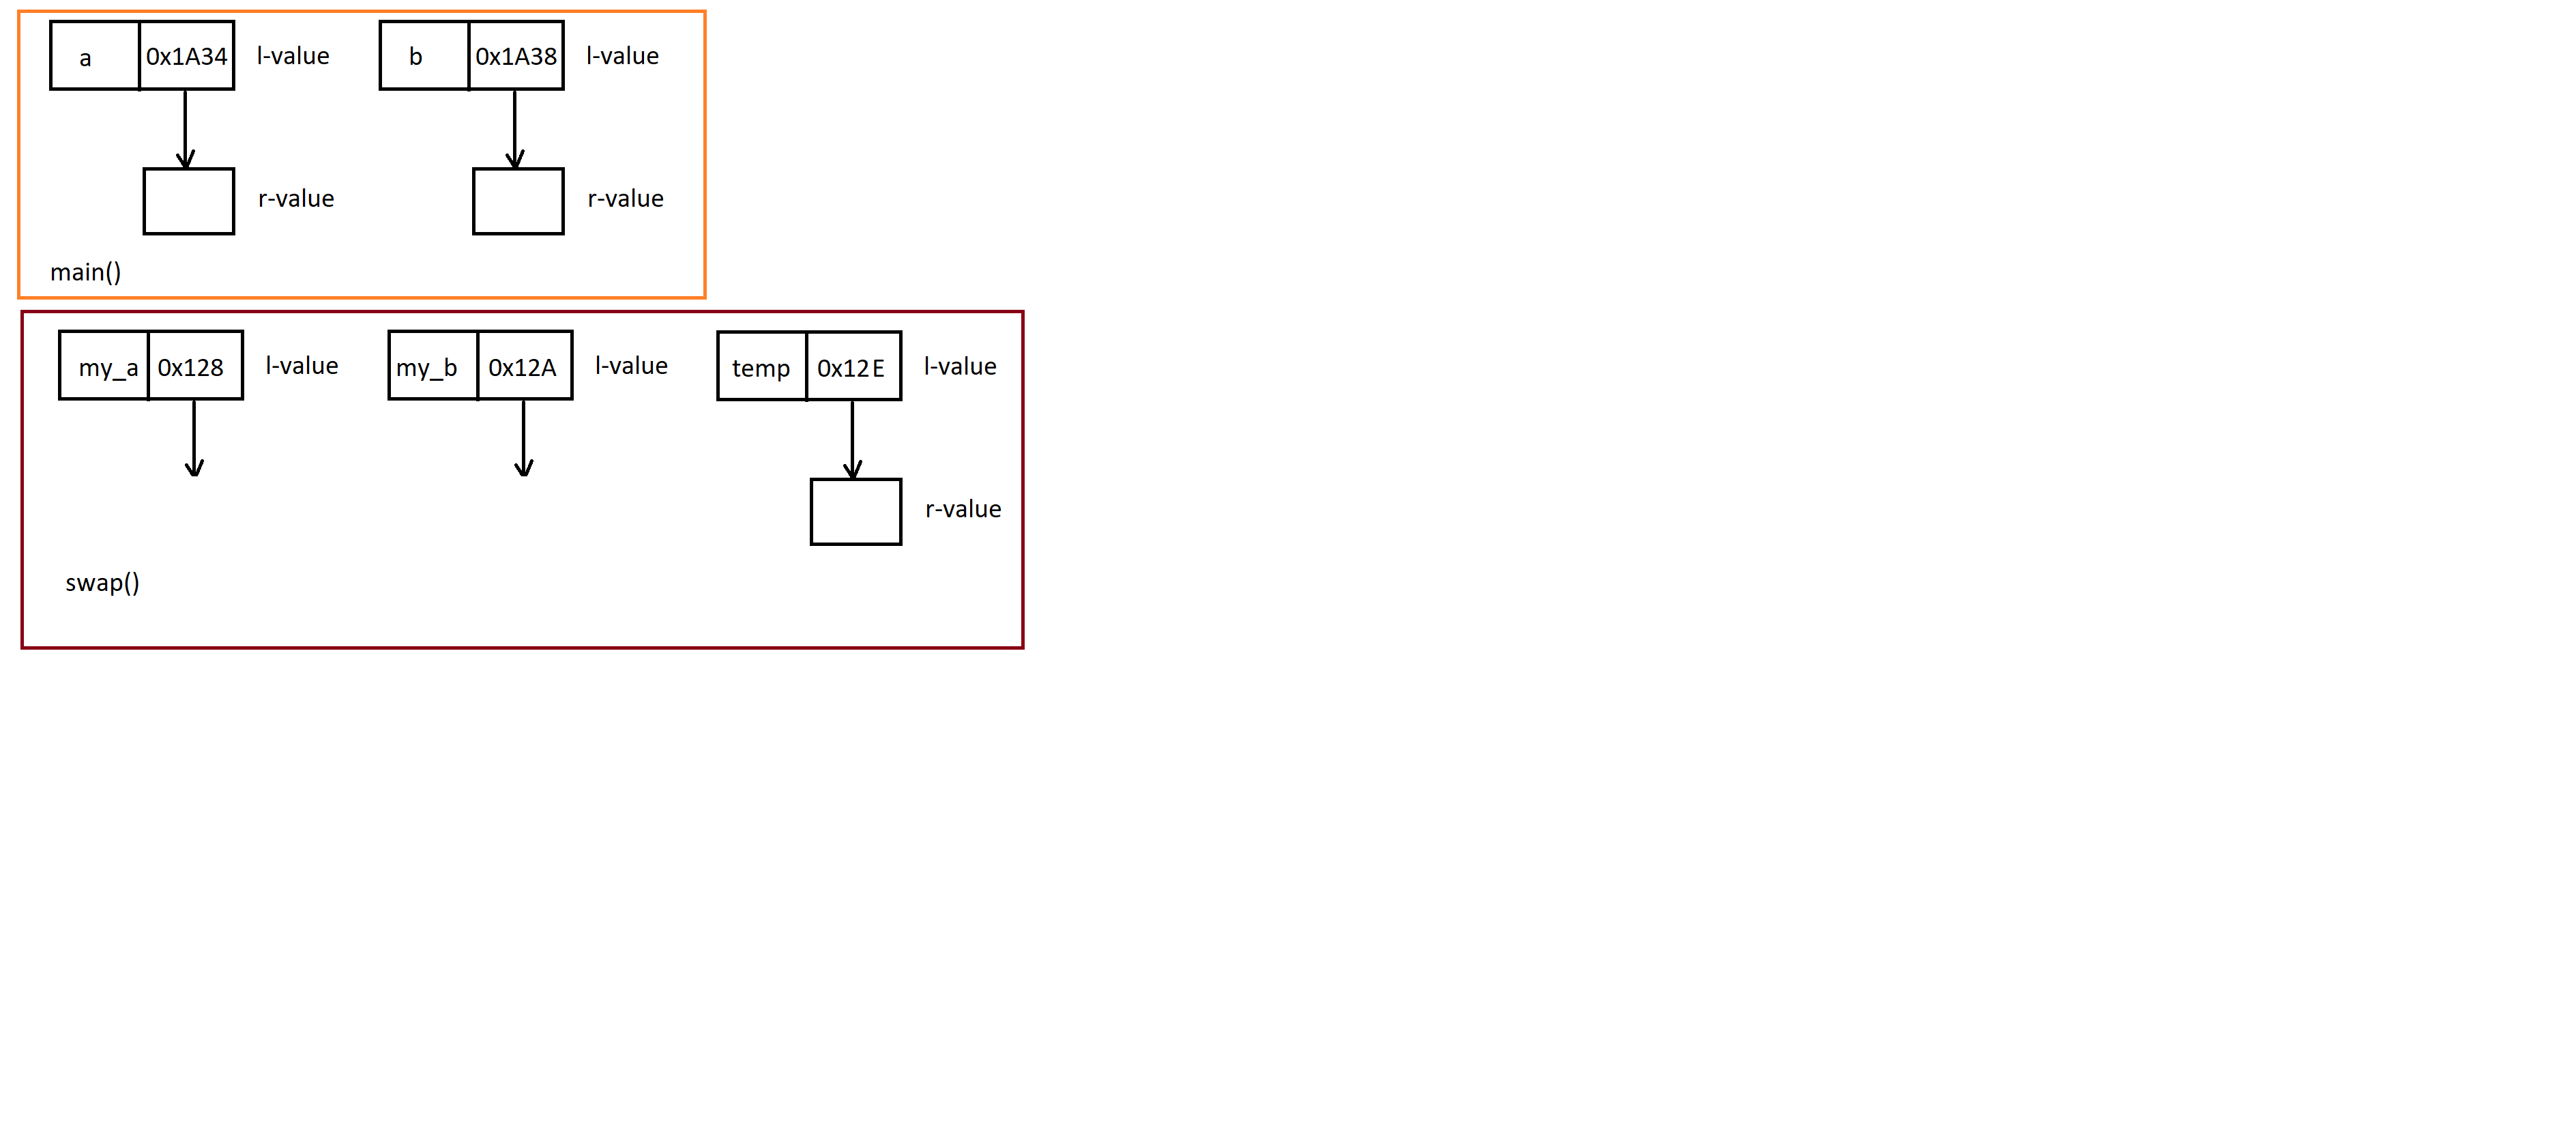 a 0x1A34 l-value b 0x1A38 l-value
r-value r-value
main()
my_a 0x128 l-value my_b 0x12A l-value temp 0x12E l-value
r-value
swap()